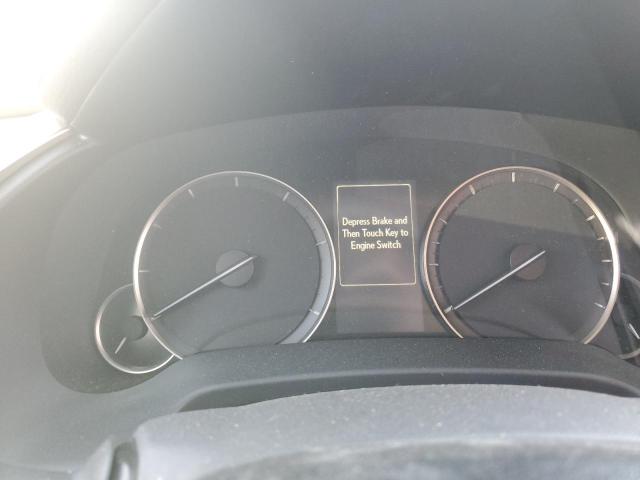 Depress Brake and
Then Touch Key to
Engine Switch